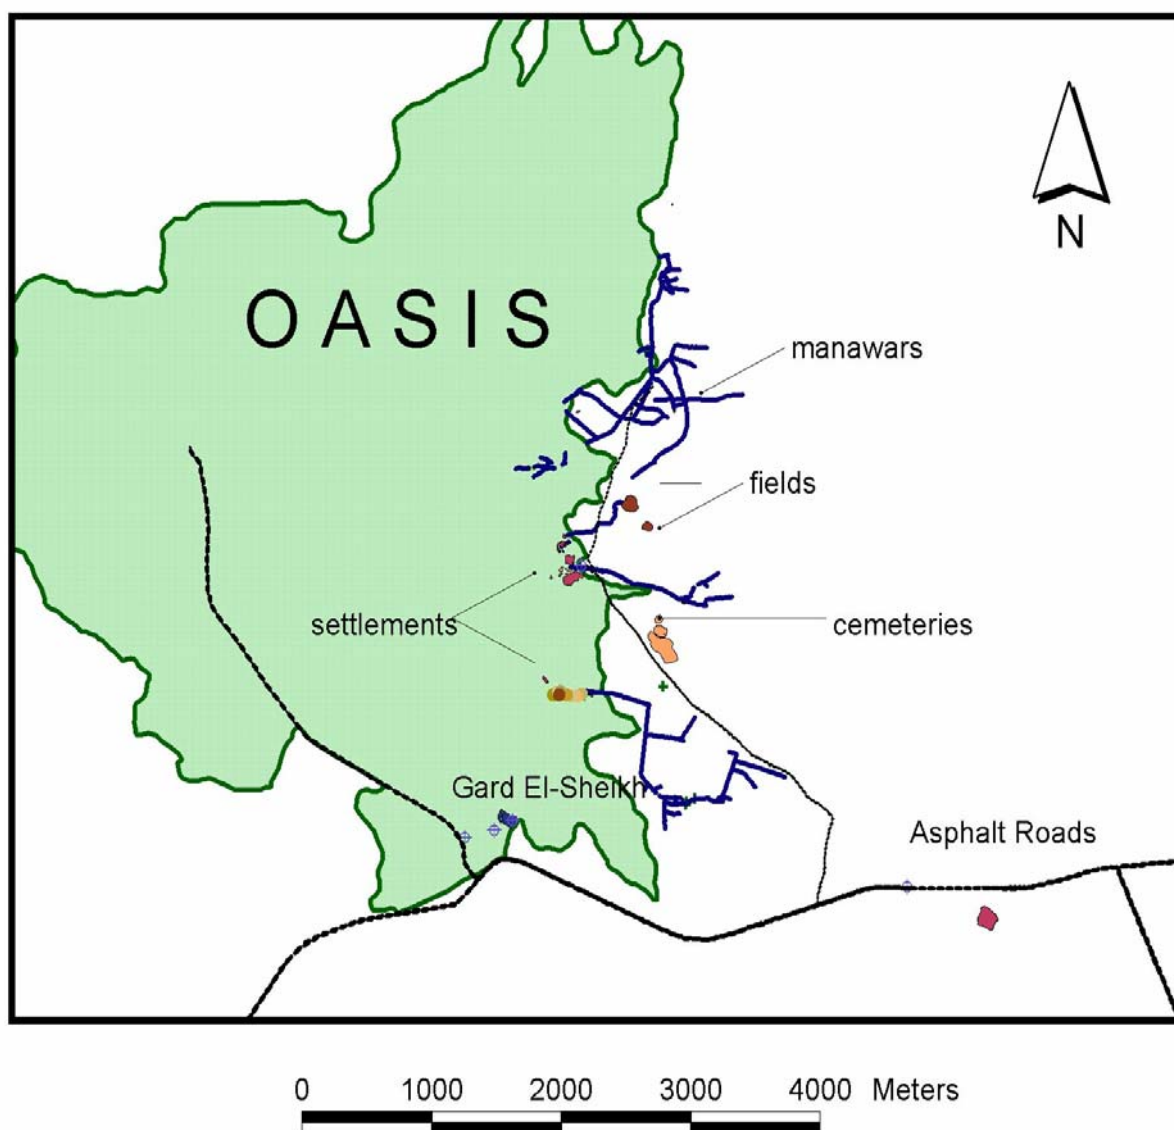 N
OASIS
manawars
fields
settlements
cemeteries
Gard El-Sheikh
Asphalt Roads
0 1000 2000 3000 4000 Meters